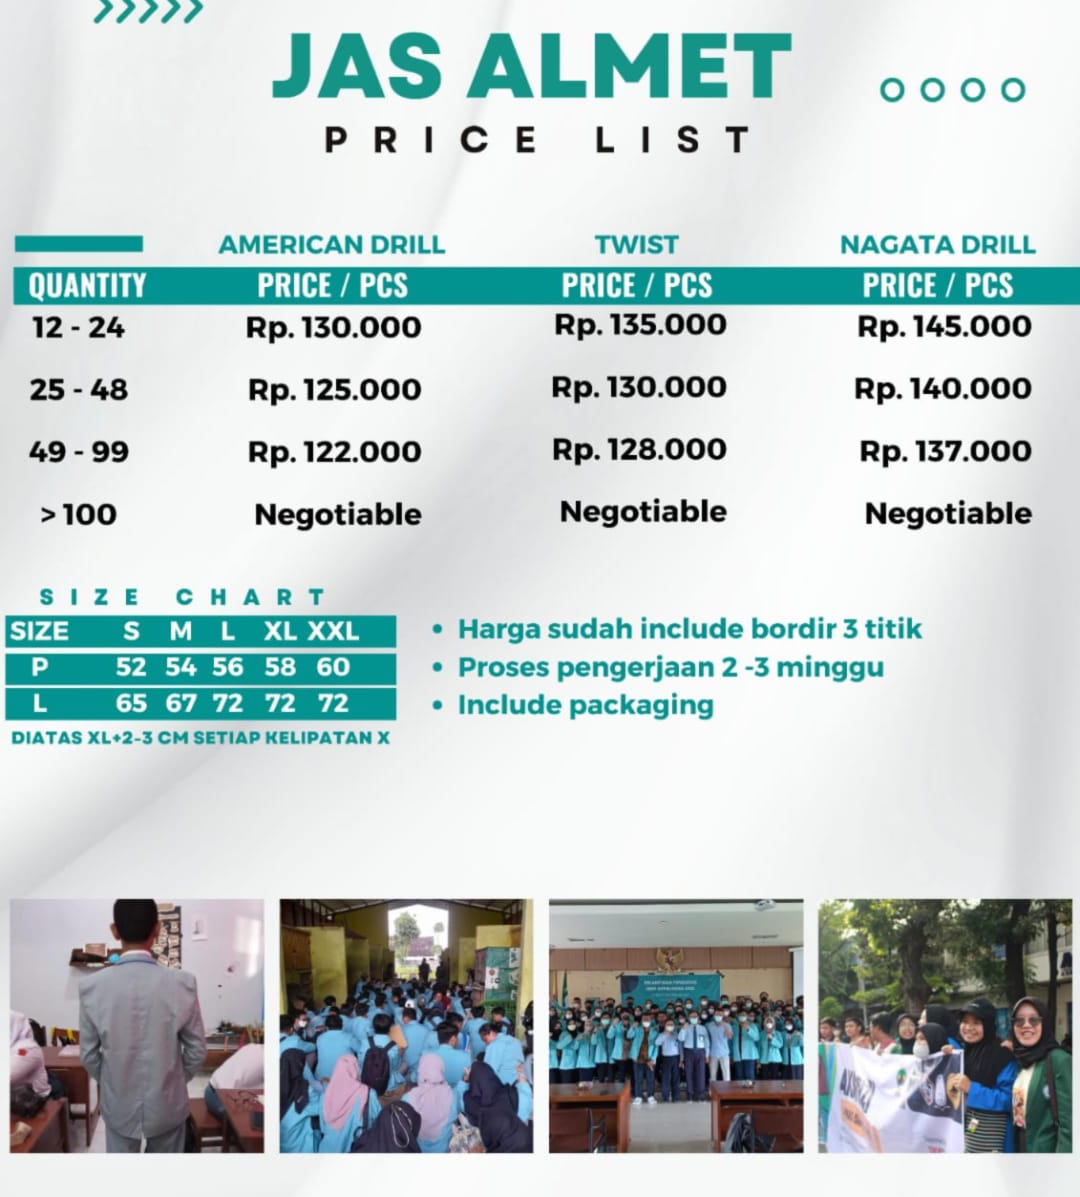 JAS ALMET
PRICE LIST
AMERICAN DRILL TWIST NAGATA DRILL
QUANTITY PRICE / PCS PRICE / PCS PRICE / PCS
12 - 24 Rp. 130.000 Rp. 135.000 Rp. 145.000
25 - 48 Rp. 125.000 Rp. 130.000 Rp. 140.000
49 - 99 Rp. 122.000 Rp. 128.000 Rp. 137.000
> 100 Negotiable Negotiable Negotiable
SIZE CHART
SIZE S M L XL XXL
P 52 54 56 58 60
L 65 67 72 72 72
DIATAS XL+2-3 CM SETIAP KELIPATAN X
• Harga sudah include bordir 3 titik
• Proses pengerjaan 2 -3 minggu
• Include packaging